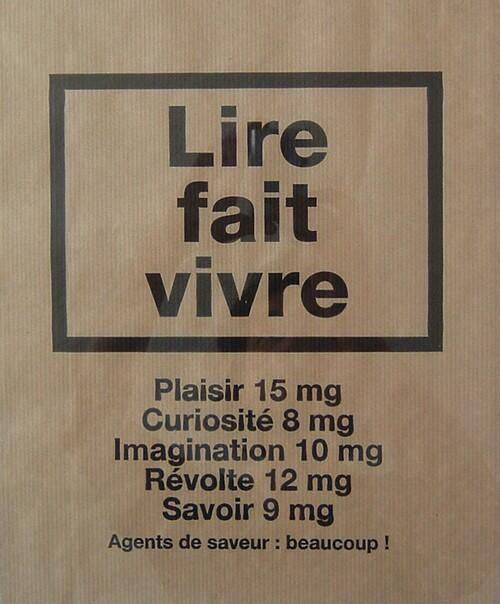 Lire
fait
vivre
Plaisir 15 mg
Curiosité 8 mg
Imagination 10 mg
Révolte 12 mg
Savoir 9 mg
Agents de saveur : beaucoup !